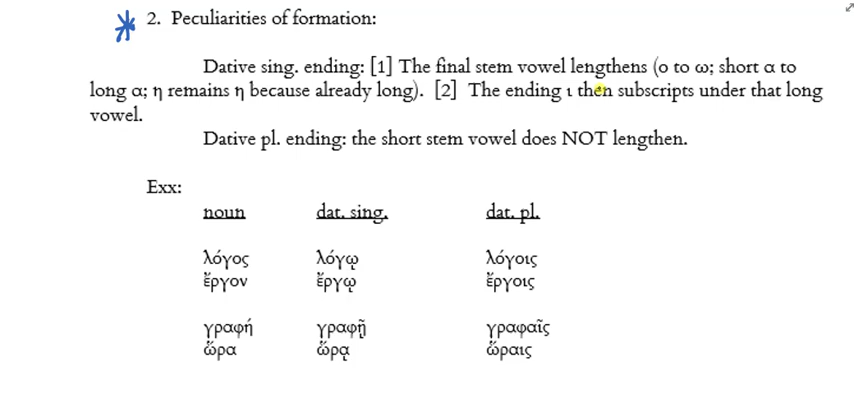 2. Peculiarities of formation:
Dative sing. ending: [1] The final stem vowel lengthens (ο to ω; short α to
long α; η remains η because already long). [2] The ending ι then subscripts under that long
vowel.
Dative pl. ending: the short stem vowel does NOT lengthen.
Exx:
noun dat. sing. dat. pl.
λόγος λόγῳ λόγοις
ἔργον ἔργῳ ἔργοις
γραφή γραφῇ γραφαῖς
ὥρα ὥρᾳ ὥραις